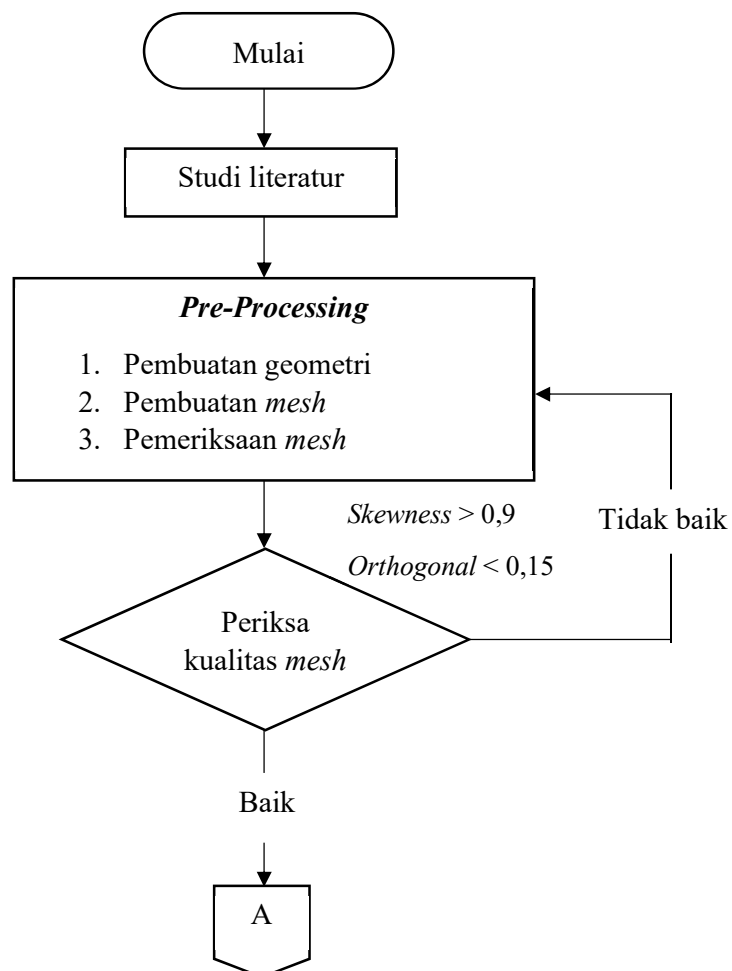 Mulai
Studi literatur
Pre-Processing
1. Pembuatan geometri
2. Pembuatan mesh
3. Pemeriksaan mesh
Skewness > 0,9
Orthogonal < 0,15
Tidak baik
Periksa
kualitas mesh
Baik
A